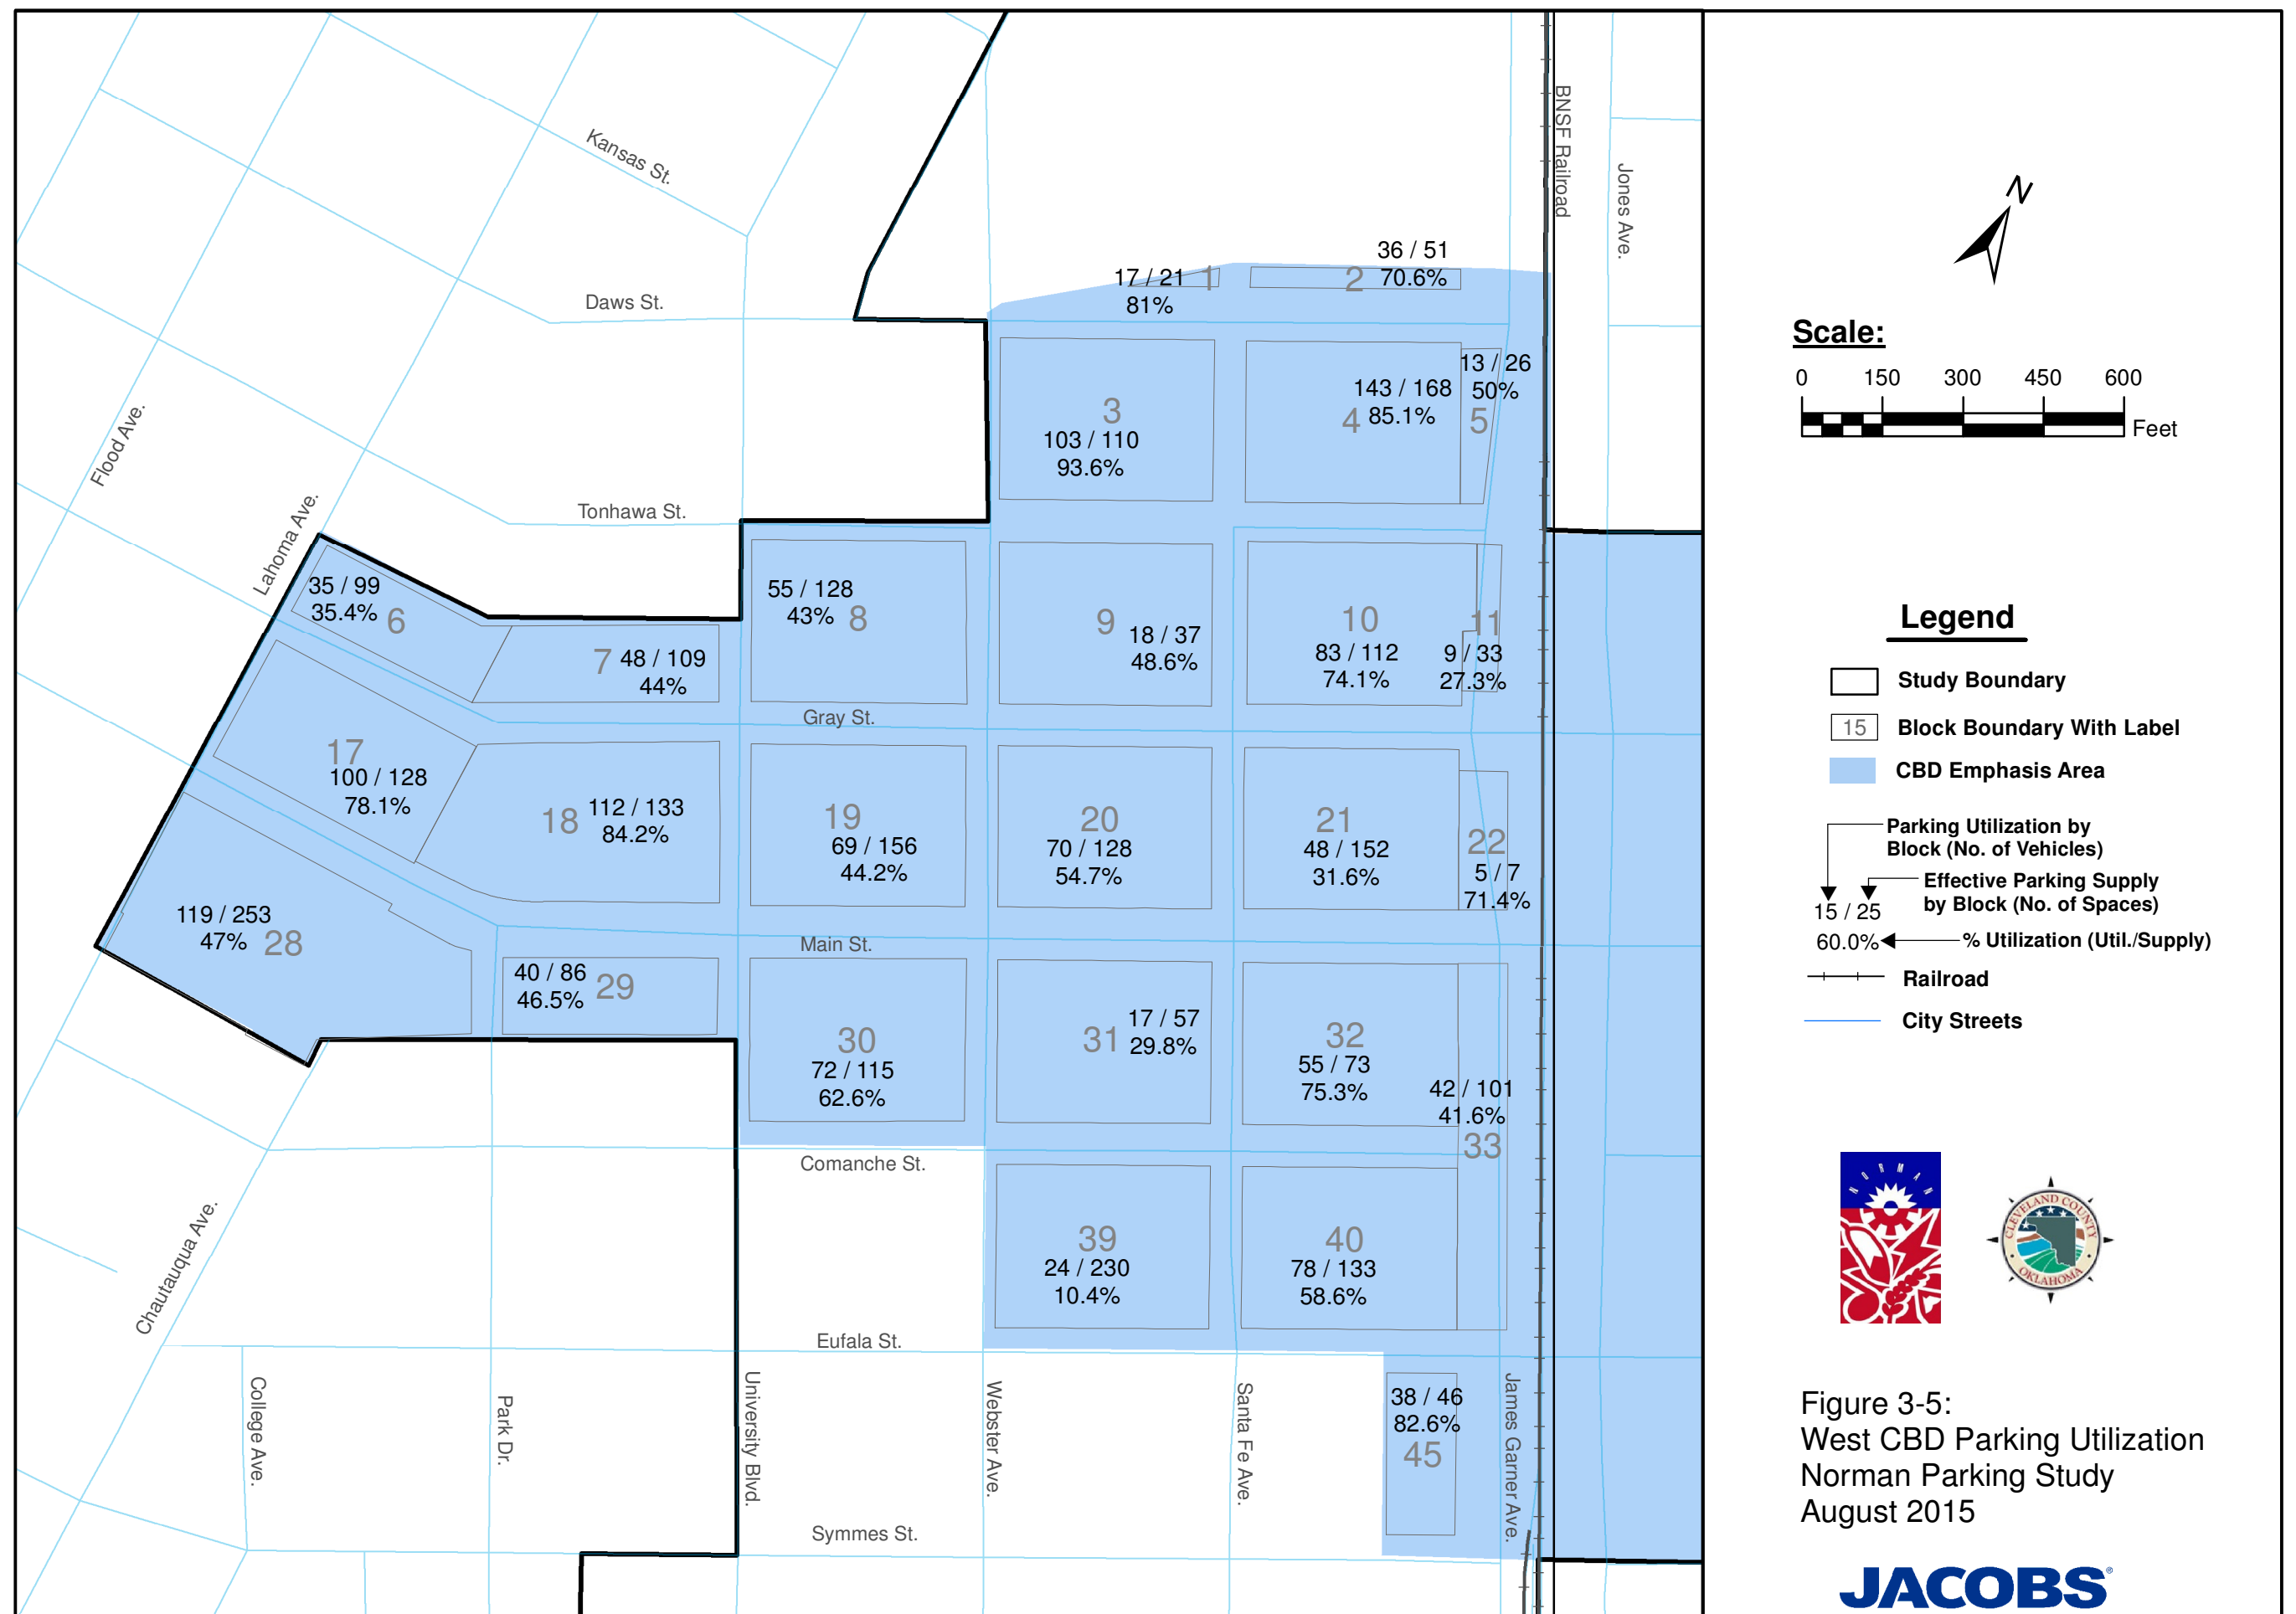 Kansas St.
BNSF Railroad
Jones Ave.
36 / 51
17 / 21
1
2
70.6%
81%
Daws St.
13 / 26
143 / 168
50%
3
4
85.1%
5
103 / 110
93.6%
Flood Ave.
Lahoma Ave.
Tonhawa St.
35 / 99
35.4%
6
55 / 128
43%
8
9
18 / 37
48.6%
10
83 / 112
74.1%
11
9 / 33
27.3%
7
48 / 109
44%
Gray St.
17
100 / 128
78.1%
18
112 / 133
84.2%
19
69 / 156
44.2%
20
70 / 128
54.7%
21
48 / 152
31.6%
22
5 / 7
71.4%
119 / 253
47%
28
Main St.
40 / 86
46.5%
29
30
72 / 115
62.6%
31
17 / 57
29.8%
32
55 / 73
75.3%
42 / 101
41.6%
33
Comanche St.
39
24 / 230
10.4%
40
78 / 133
58.6%
Chautauqua Ave.
Eufala St.
College Ave.
Park Dr.
University Blvd.
Webster Ave.
Santa Fe Ave.
38 / 46
82.6%
45
James Garner Ave.
Symmes St.
N
Scale:
0 150 300 450 600
Feet
Legend
Study Boundary
15
Block Boundary With Label
CBD Emphasis Area
Parking Utilization by
Block (No. of Vehicles)
Effective Parking Supply
by Block (No. of Spaces)
15 / 25
60.0%
% Utilization (Util./Supply)
Railroad
City Streets
NORMAN
CLEVELAND COUNTY
OKLAHOMA
Figure 3-5:
West CBD Parking Utilization
Norman Parking Study
August 2015
JACOBS®